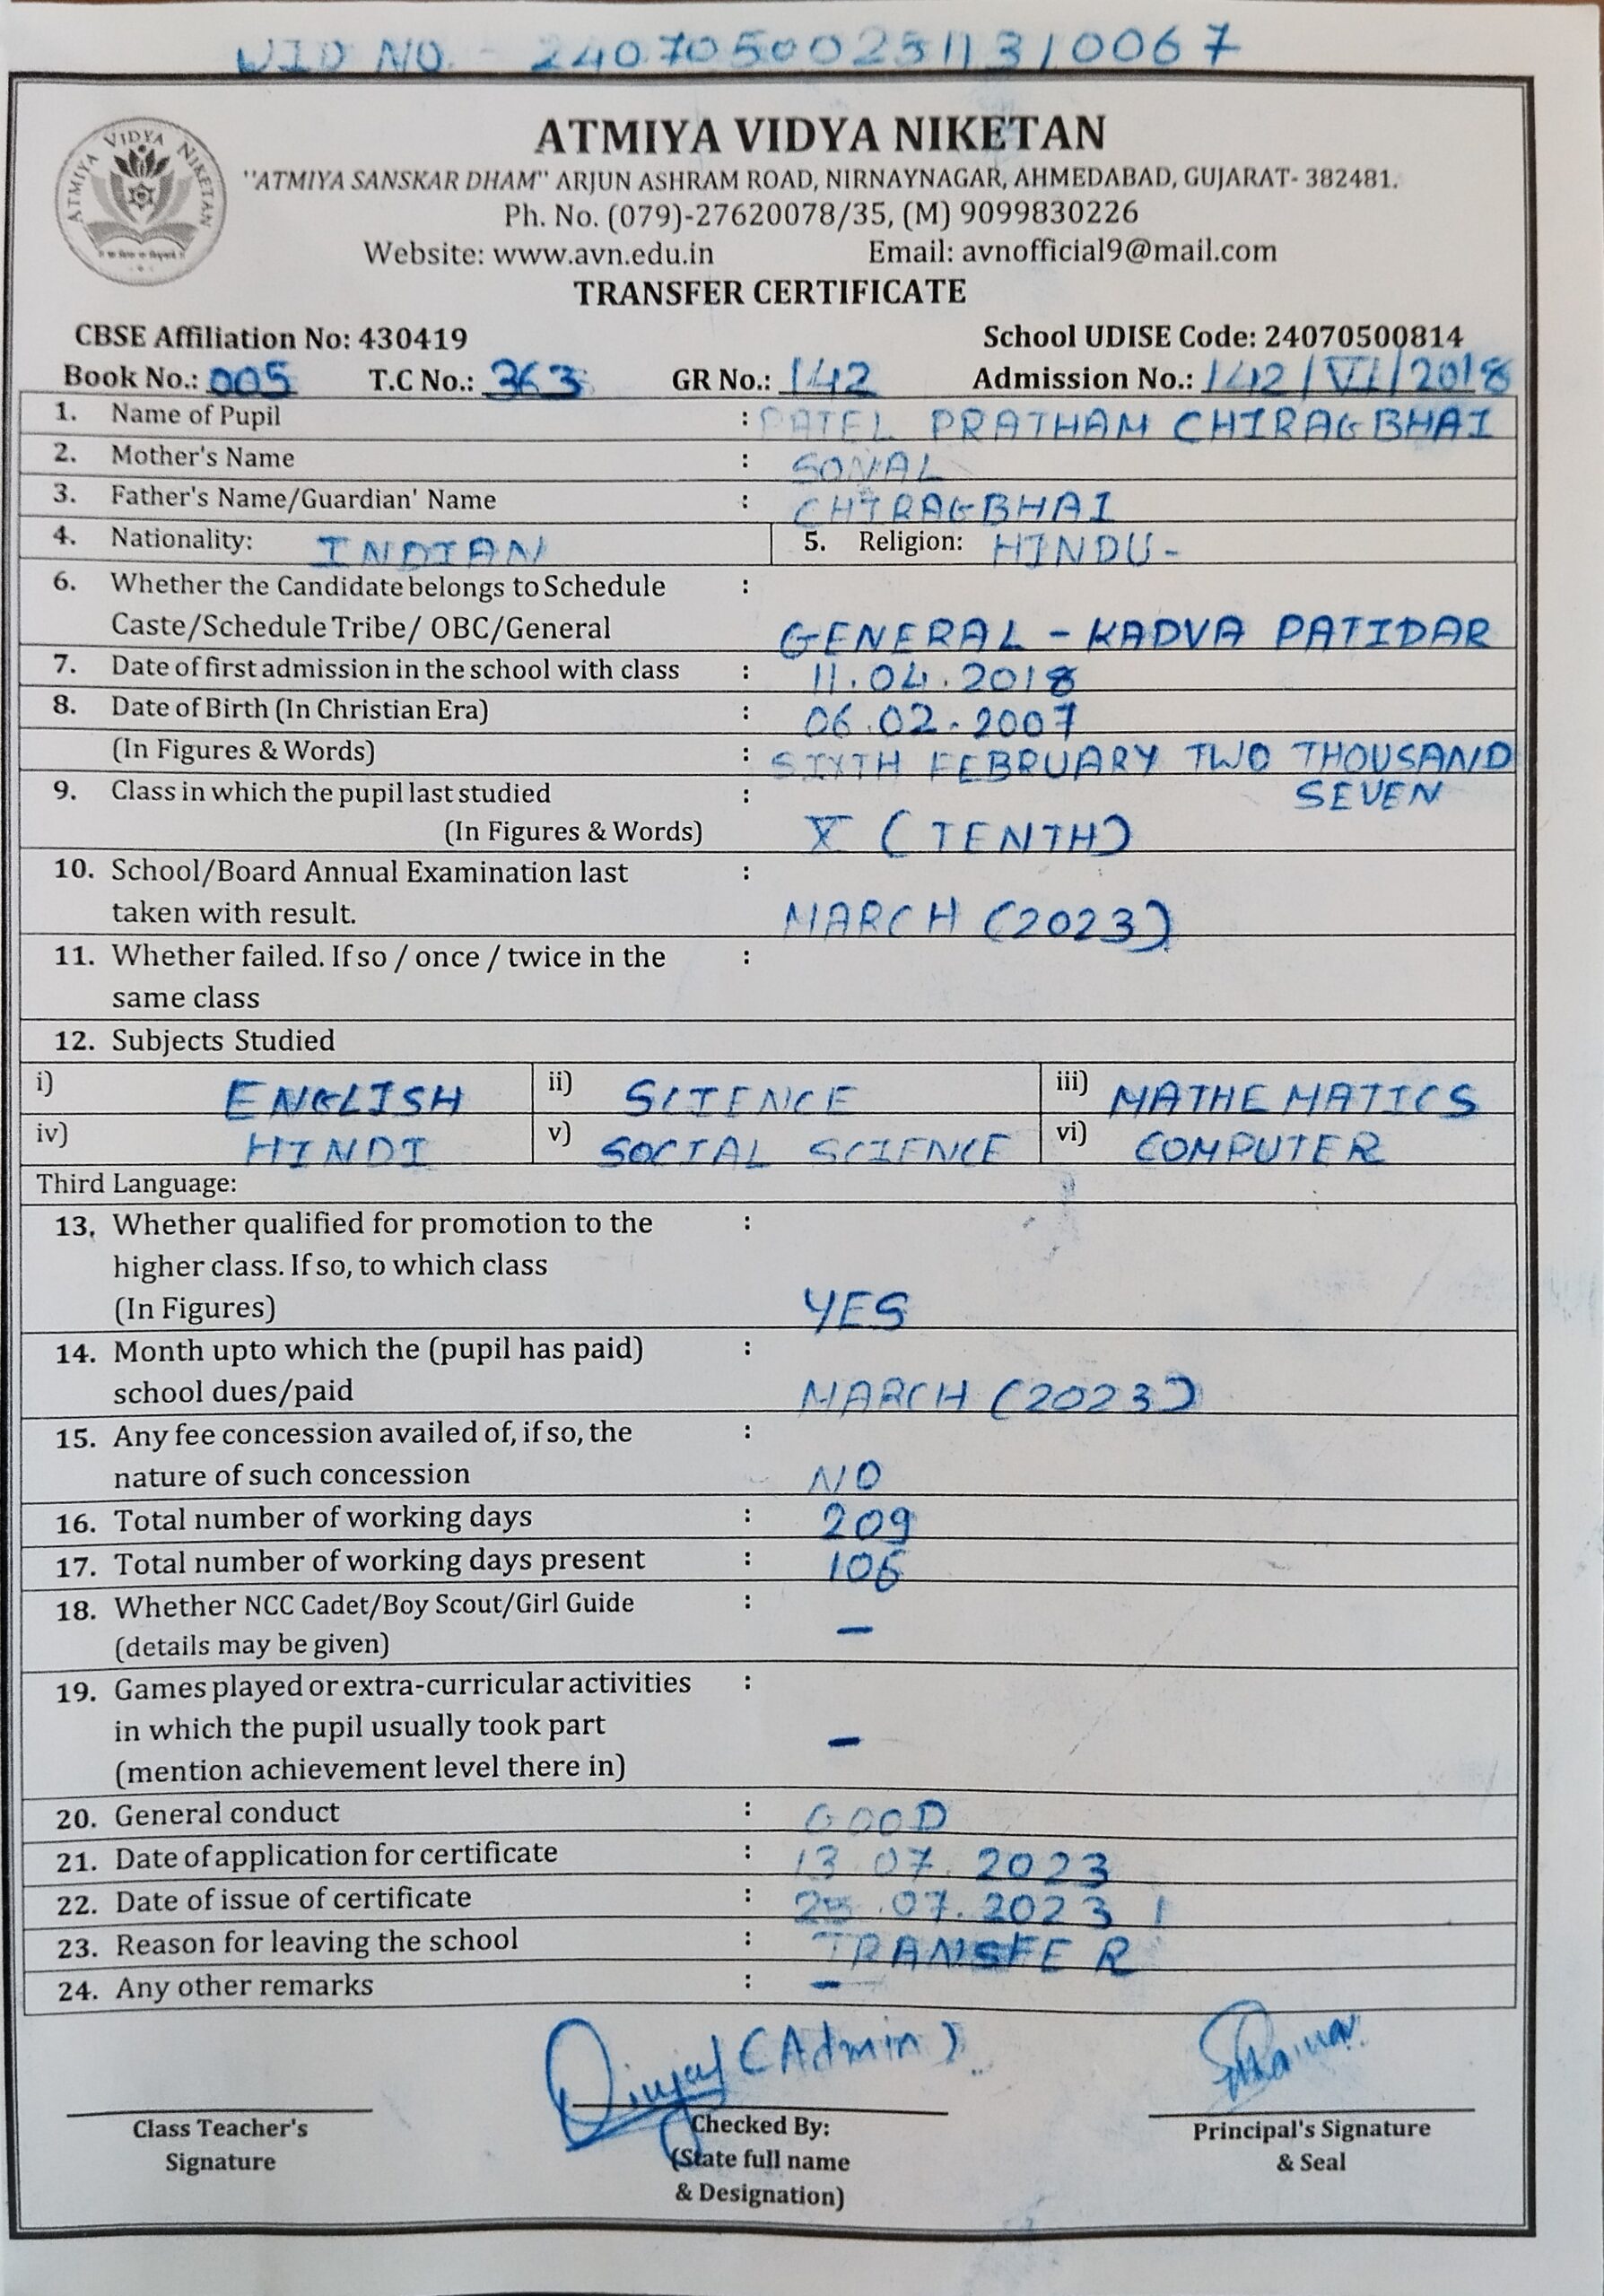 UID NO. - 240705002511310067
ATMIYA VIDYA NIKETAN
ATMIYA VIDYA NIKETAN
"ATMIYA SANSKAR DHAM" ARJUN ASHRAM ROAD, NIRNAYNAGAR, AHMEDABAD, GUJARAT- 382481.
Ph. No. (079)-27620078/35, (M) 9099830226
Website: www.avn.edu.in Email: avnofficial9@mail.com
TRANSFER CERTIFICATE
CBSE Affiliation No: 430419 School UDISE Code: 24070500814
Book No.: 005 T.C No.: 363 GR No.: 142 Admission No.: 142/VI/2018
1. Name of Pupil : PATEL PRATHAM CHIRAGBHAI
2. Mother's Name : SONAL
3. Father's Name/Guardian' Name : CHIRAGBHAI
4. Nationality: INDIAN 5. Religion: HINDU-
6. Whether the Candidate belongs to Schedule :
Caste/Schedule Tribe/ OBC/General GENERAL - KADVA PATIDAR
7. Date of first admission in the school with class : 11.04.2018
8. Date of Birth (In Christian Era) : 06.02.2007
(In Figures & Words) : SIXTH FEBRUARY TWO THOUSAND
9. Class in which the pupil last studied : SEVEN
(In Figures & Words) X (TENTH)
10. School/Board Annual Examination last :
taken with result. MARCH (2023)
11. Whether failed. If so / once / twice in the :
same class
12. Subjects Studied
i) ENGLISH ii) SCIENCE iii) MATHEMATICS
iv) HINDI v) SOCIAL SCIENCE vi) COMPUTER
Third Language:
13. Whether qualified for promotion to the :
higher class. If so, to which class
(In Figures) YES
14. Month upto which the (pupil has paid) :
school dues/paid MARCH (2023)
15. Any fee concession availed of, if so, the :
nature of such concession NO
16. Total number of working days : 209
17. Total number of working days present : 106
18. Whether NCC Cadet/Boy Scout/Girl Guide :
(details may be given) -
19. Games played or extra-curricular activities :
in which the pupil usually took part -
(mention achievement level there in)
20. General conduct : GOOD
21. Date of application for certificate : 13.07.2023
22. Date of issue of certificate : .07.2023
23. Reason for leaving the school : TRANSFER
24. Any other remarks : -
(Admin)
Class Teacher's Checked By: Principal's Signature
Signature (State full name & Seal
& Designation)